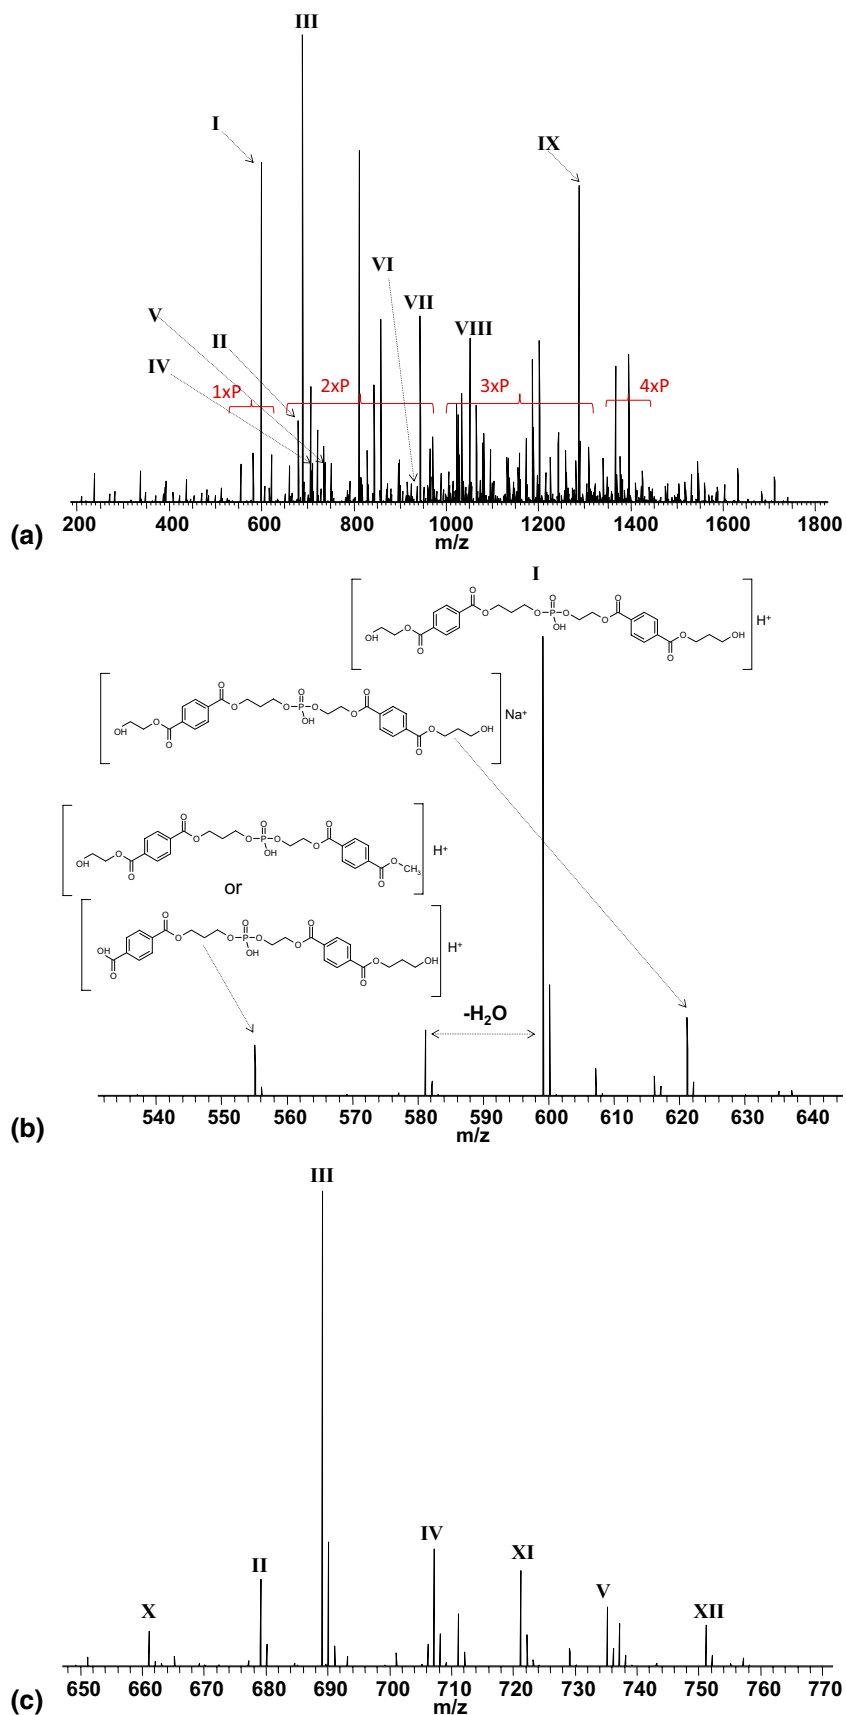 III
I
IX
VI
VII
V
II
VIII
IV
1xP
2xP
3xP
4xP
200 400 600 800 1000 1200 1400 1600 1800
m/z
(a)
I
O O O OH O O P O O O O O O OH H+
O O O OH O O P O O O O O O OH Na+
O O O OH O O P O O O O O O CH3 H+
or
OH O O O O P OH O O O O O O OH H+
-H2O
540 550 560 570 580 590 600 610 620 630 640
m/z
(b)
III
IV
XI
II
V
X
XII
650 660 670 680 690 700 710 720 730 740 750 760 770
m/z
(c)